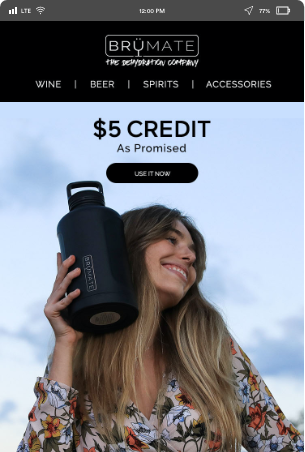 LTE 12:00 PM 77%
BRÜMATE
THE DEHYDRATION COMPANY
WINE | BEER | SPIRITS | ACCESSORIES
$5 CREDIT
As Promised
USE IT NOW
BRÜMATE